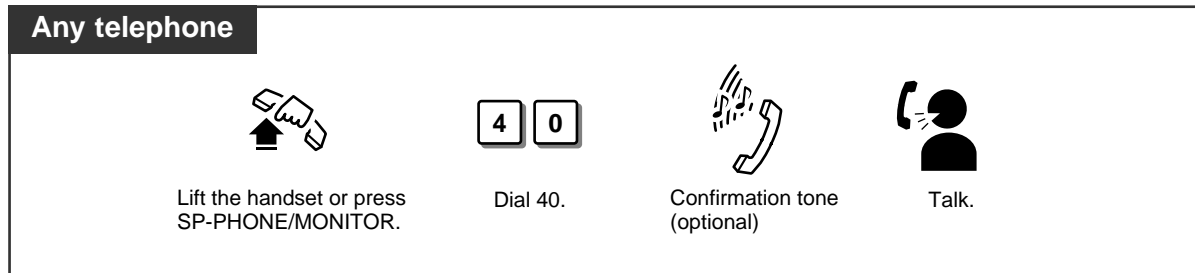 Any telephone
4 0
Lift the handset or press
SP-PHONE/MONITOR.
Dial 40.
Confirmation tone
(optional)
Talk.